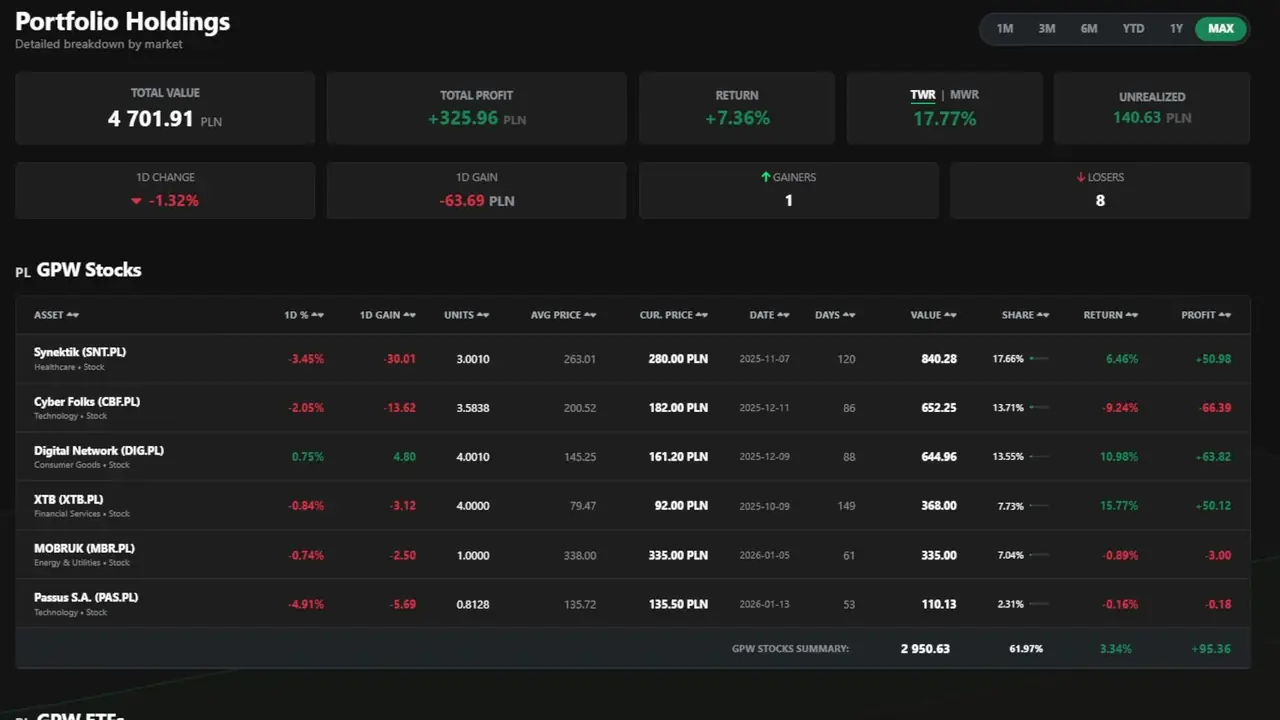 Portfolio Holdings
Detailed breakdown by market
1M 3M 6M YTD 1Y MAX
TOTAL VALUE
4 701.91 PLN
TOTAL PROFIT
+325.96 PLN
RETURN
+7.36%
TWR | MWR
17.77%
UNREALIZED
140.63 PLN
1D CHANGE
-1.32%
1D GAIN
-63.69 PLN
GAINERS
1
LOSERS
8
PL GPW Stocks
ASSET 1D % 1D GAIN UNITS AVG PRICE CUR. PRICE DATE DAYS VALUE SHARE RETURN PROFIT
Synektik (SNT.PL) -3.45% -30.01 3.0010 263.01 280.00 PLN 2025-11-07 120 840.28 17.66% 6.46% +50.98
Healthcare • Stock
Cyber Folks (CBF.PL) -2.05% -13.62 3.5838 200.52 182.00 PLN 2025-12-11 86 652.25 13.71% -9.24% -66.39
Technology • Stock
Digital Network (DIG.PL) 0.75% 4.80 4.0010 145.25 161.20 PLN 2025-12-09 88 644.96 13.55% 10.98% +63.82
Consumer Goods • Stock
XTB (XTB.PL) -0.84% -3.12 4.0000 79.47 92.00 PLN 2025-10-09 149 368.00 7.73% 15.77% +50.12
Financial Services • Stock
MOBRUK (MBR.PL) -0.74% -2.50 1.0000 338.00 335.00 PLN 2026-01-05 61 335.00 7.04% -0.89% -3.00
Energy & Utilities • Stock
Passus S.A. (PAS.PL) -4.91% -5.69 0.8128 135.72 135.50 PLN 2026-01-13 53 110.13 2.31% -0.16% -0.18
Technology • Stock
GPW STOCKS SUMMARY: 2 950.63 61.97% 3.34% +95.36
PL GPW ETFs